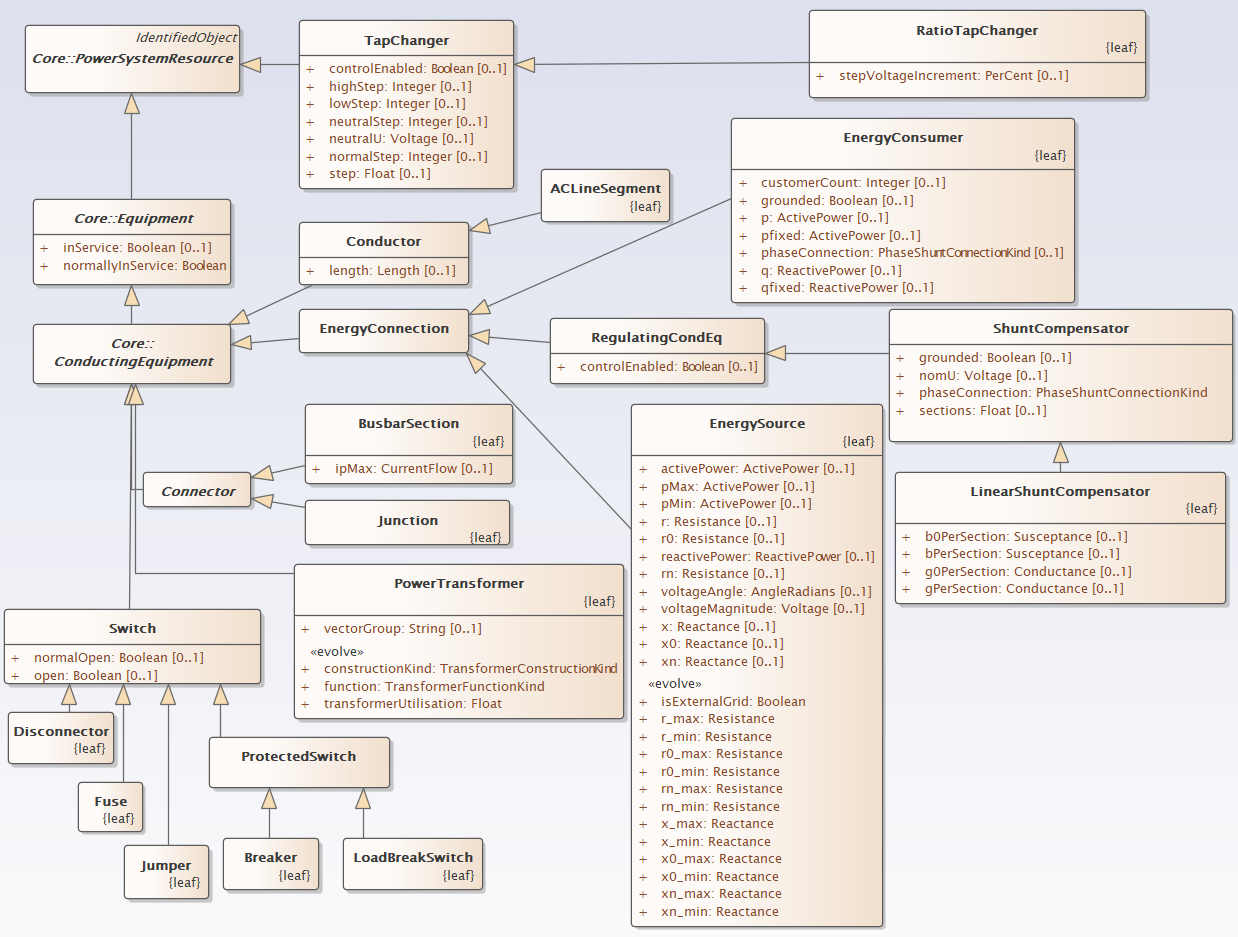 IdentifiedObject
Core::PowerSystemResource
TapChanger
+ controlEnabled: Boolean [0..1]
+ highStep: Integer [0..1]
+ lowStep: Integer [0..1]
+ neutralStep: Integer [0..1]
+ neutralU: Voltage [0..1]
+ normalStep: Integer [0..1]
+ step: Float [0..1]
RatioTapChanger
{leaf}
+ stepVoltageIncrement: PerCent [0..1]
EnergyConsumer
{leaf}
+ customerCount: Integer [0..1]
+ grounded: Boolean [0..1]
+ p: ActivePower [0..1]
+ pfixed: ActivePower [0..1]
+ phaseConnection: PhaseShuntConnectionKind [0..1]
+ q: ReactivePower [0..1]
+ qfixed: ReactivePower [0..1]
ACLineSegment
{leaf}
Core::Equipment
+ inService: Boolean [0..1]
+ normallyInService: Boolean
Conductor
+ length: Length [0..1]
Core::
ConductingEquipment
EnergyConnection
RegulatingCondEq
+ controlEnabled: Boolean [0..1]
ShuntCompensator
+ grounded: Boolean [0..1]
+ nomU: Voltage [0..1]
+ phaseConnection: PhaseShuntConnectionKind
+ sections: Float [0..1]
BusbarSection
{leaf}
+ ipMax: CurrentFlow [0..1]
Connector
Junction
{leaf}
EnergySource
{leaf}
+ activePower: ActivePower [0..1]
+ pMax: ActivePower [0..1]
+ pMin: ActivePower [0..1]
+ r: Resistance [0..1]
+ r0: Resistance [0..1]
+ reactivePower: ReactivePower [0..1]
+ rn: Resistance [0..1]
+ voltageAngle: AngleRadians [0..1]
+ voltageMagnitude: Voltage [0..1]
+ x: Reactance [0..1]
+ x0: Reactance [0..1]
+ xn: Reactance [0..1]
«evolve»
+ isExternalGrid: Boolean
+ r_max: Resistance
+ r_min: Resistance
+ r0_max: Resistance
+ r0_min: Resistance
+ rn_max: Resistance
+ rn_min: Resistance
+ x_max: Reactance
+ x_min: Reactance
+ x0_max: Reactance
+ x0_min: Reactance
+ xn_max: Reactance
+ xn_min: Reactance
LinearShuntCompensator
{leaf}
+ b0PerSection: Susceptance [0..1]
+ bPerSection: Susceptance [0..1]
+ g0PerSection: Conductance [0..1]
+ gPerSection: Conductance [0..1]
PowerTransformer
{leaf}
+ vectorGroup: String [0..1]
«evolve»
+ constructionKind: TransformerConstructionKind
+ function: TransformerFunctionKind
+ transformerUtilisation: Float
Switch
+ normalOpen: Boolean [0..1]
+ open: Boolean [0..1]
Disconnector
{leaf}
ProtectedSwitch
Fuse
{leaf}
Jumper
{leaf}
Breaker
{leaf}
LoadBreakSwitch
{leaf}